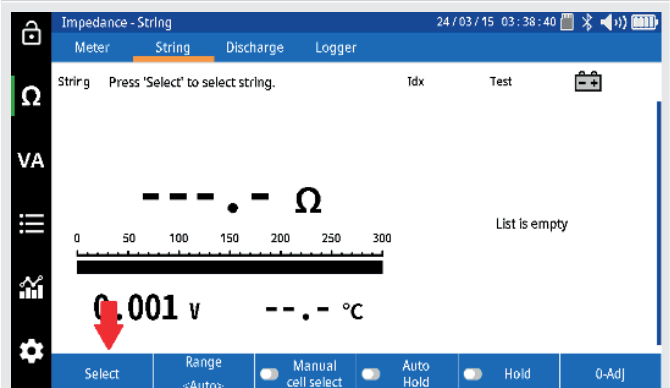 Impedance - String 24/03/15 03:38:40
Meter String Discharge Logger
String Press 'Select' to select string. Idx Test
Ω
VA
---.- Ω
List is empty
0 50 100 150 200 250 300
0.001 V --.- °C
Select Range <Auto> Manual cell select Auto Hold Hold 0-Adj